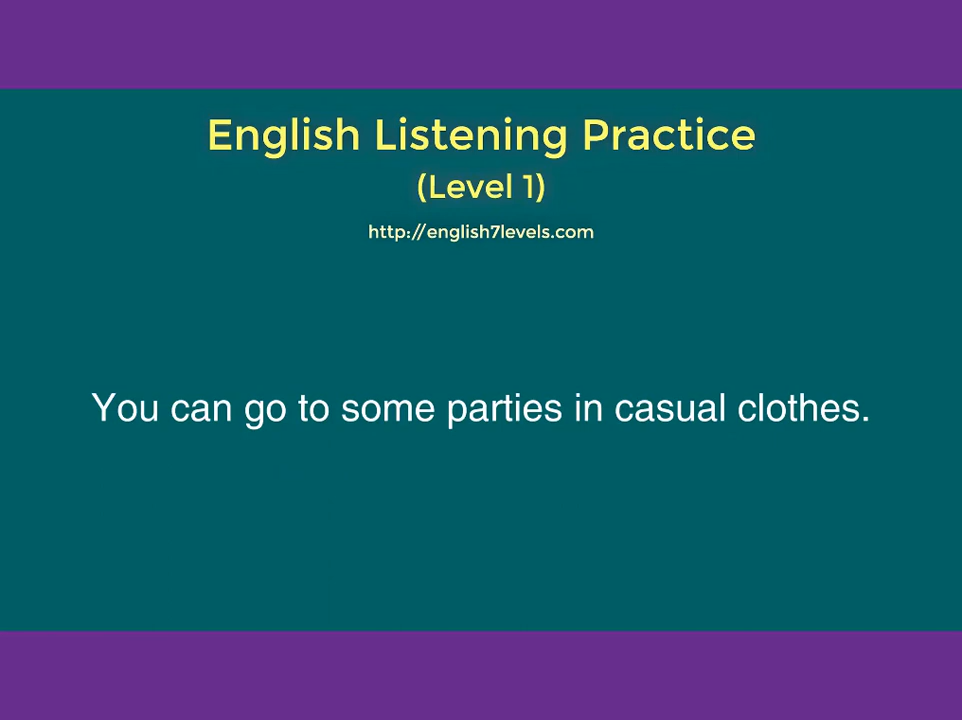 English Listening Practice
(Level 1)
http://english7levels.com
You can go to some parties in casual clothes.